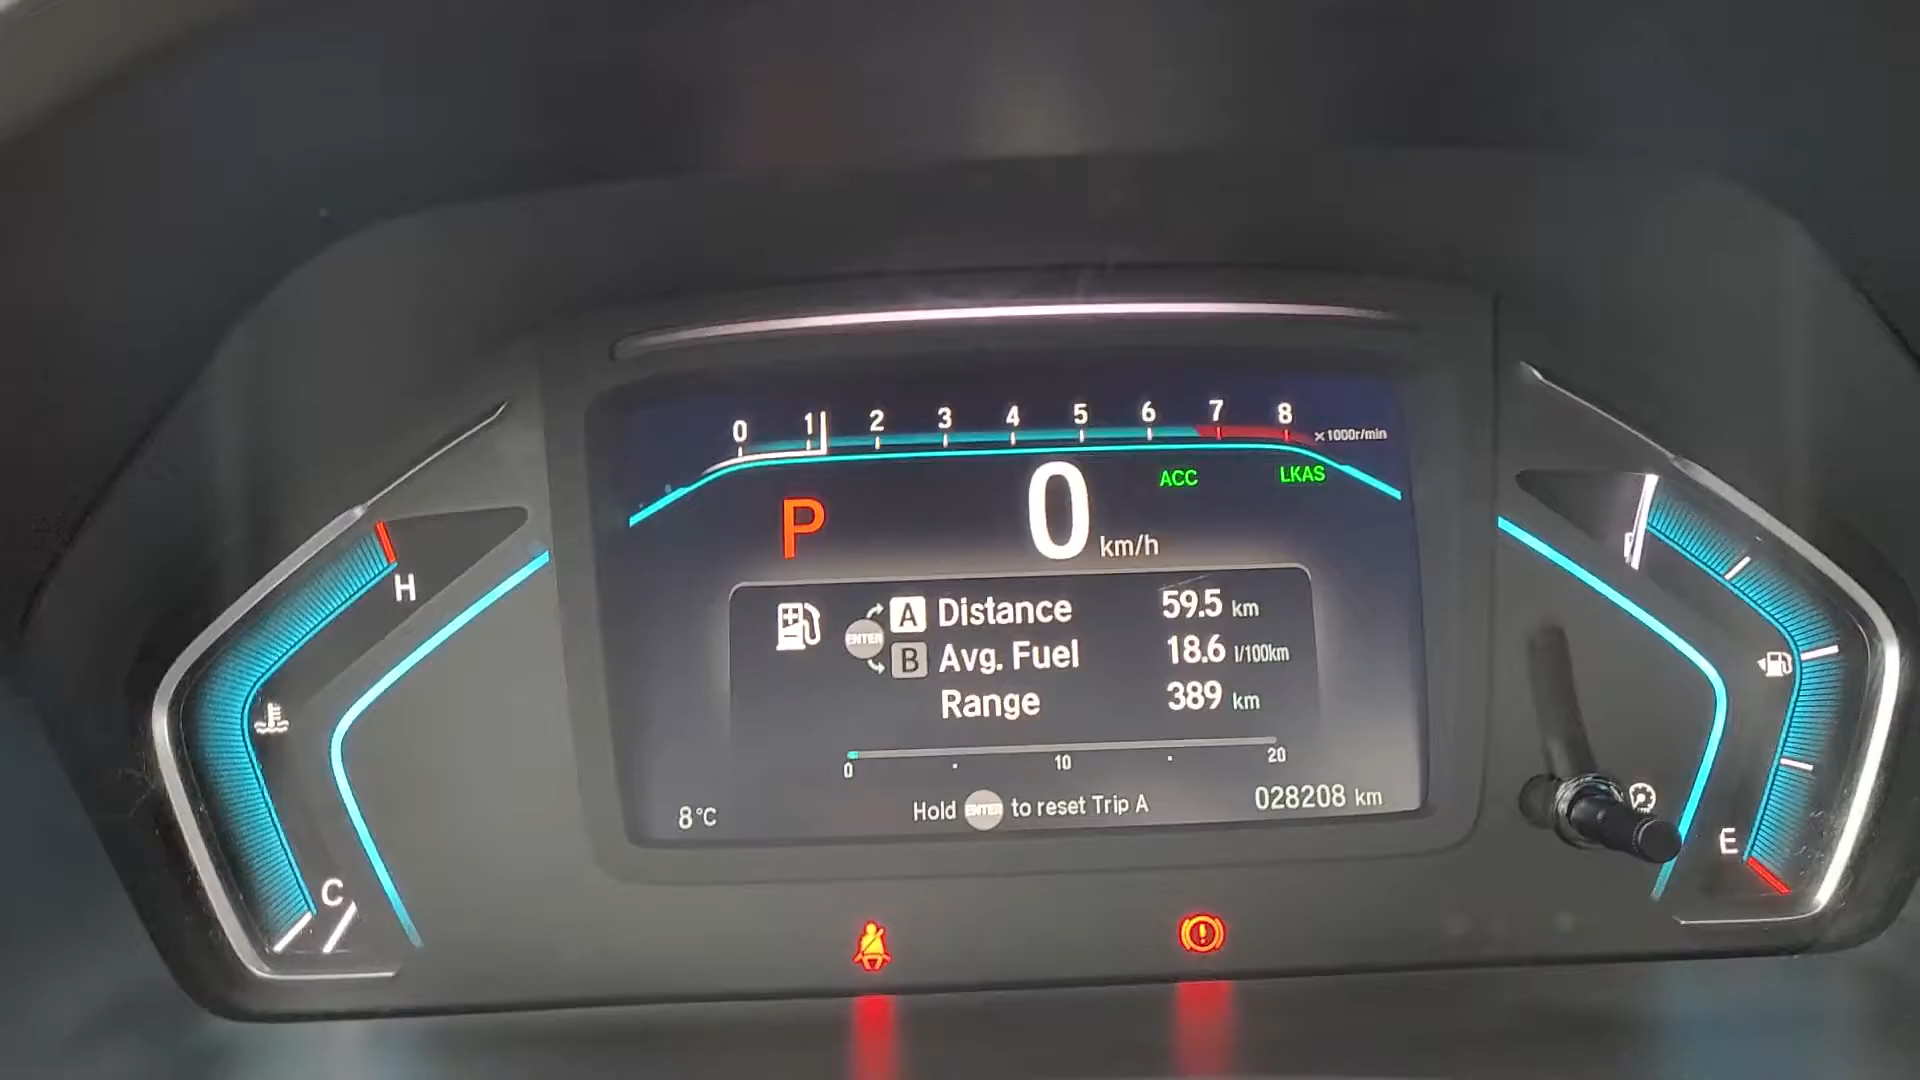 0 1 2 3 4 5 6 7 8 x1000r/min
ACC LKAS
P 0 km/h
H
C
A Distance 59.5 km
ENTER
B Avg. Fuel 18.6 l/100km
Range 389 km
0 10 20
8°C
Hold ENTER to reset Trip A
028208 km
E